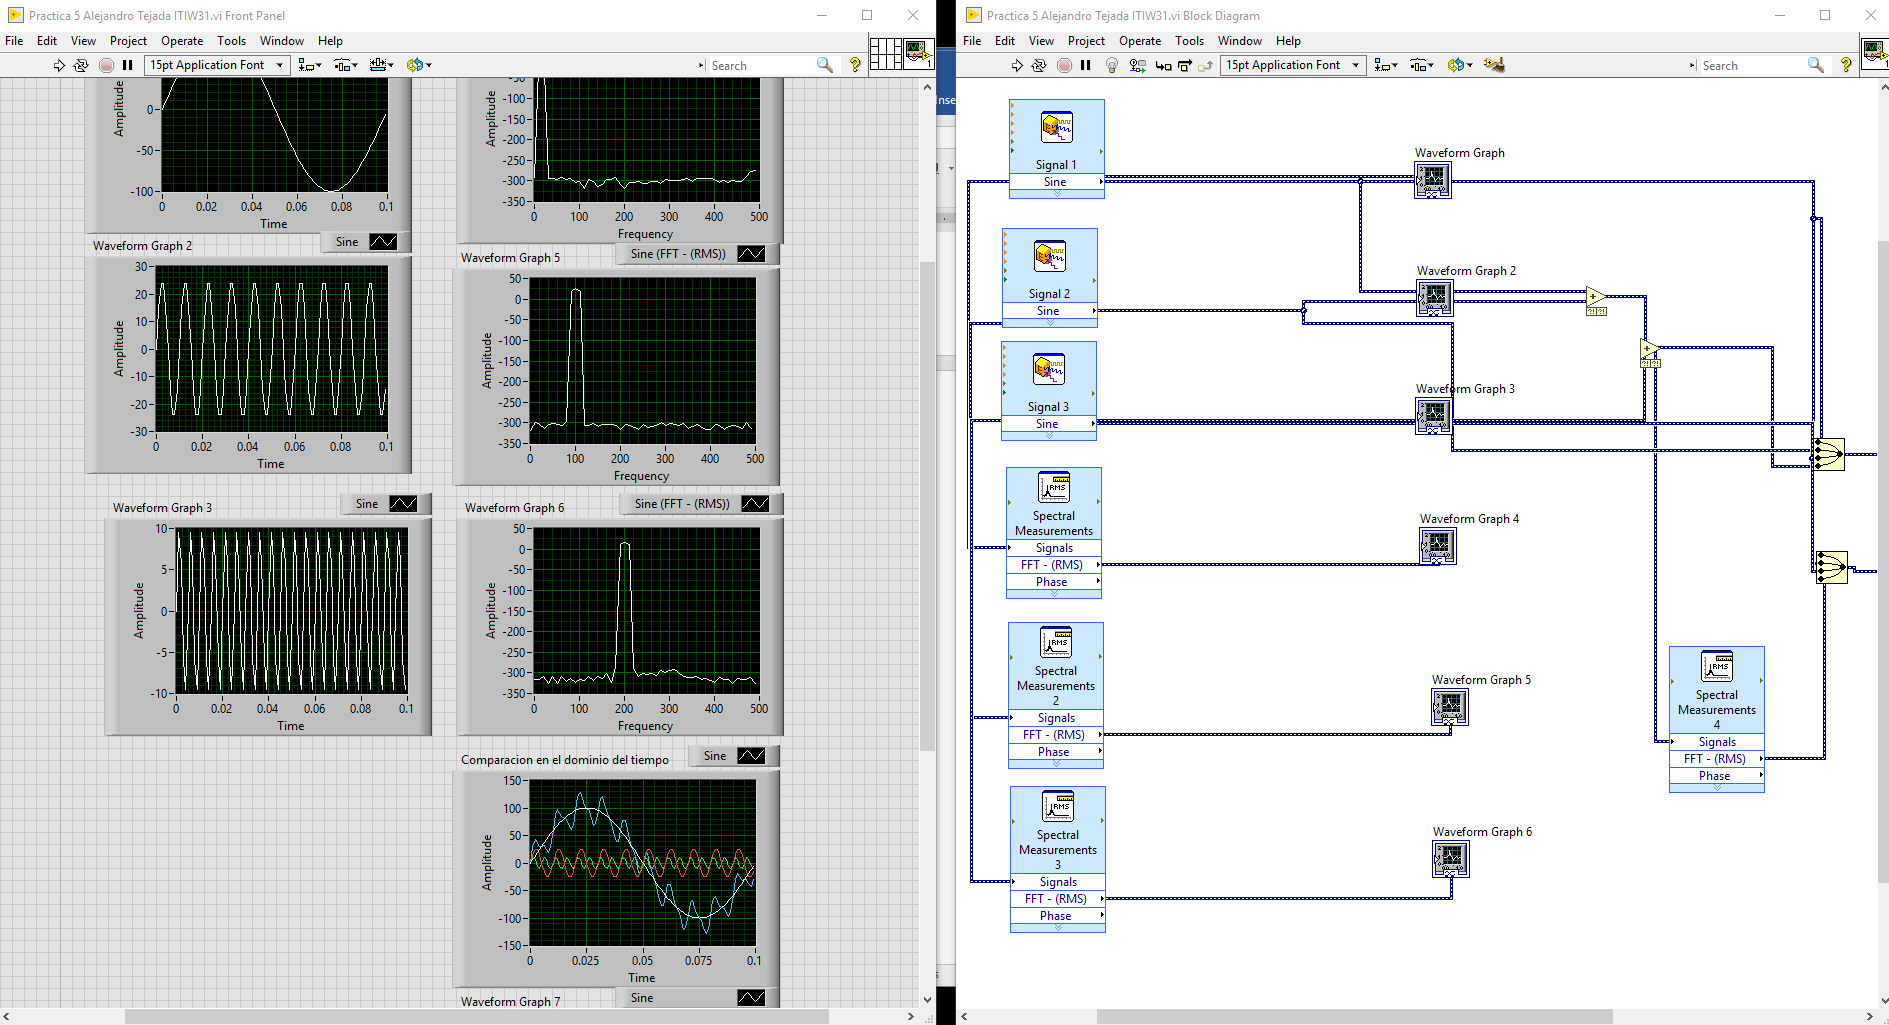 Practica 5 Alejandro Tejada ITIW31.vi Front Panel
File Edit View Project Operate Tools Window Help
15pt Application Font
Search
Amplitude
0
-50
-100
0 0.02 0.04 0.06 0.08 0.1
Time
Sine
Waveform Graph 2
Amplitude
30
20
10
0
-10
-20
-30
0 0.02 0.04 0.06 0.08 0.1
Time
Sine
Waveform Graph 3
Amplitude
10
5
0
-5
-10
0 0.02 0.04 0.06 0.08 0.1
Time
Amplitude
-50
-100
-150
-200
-250
-300
-350
0 100 200 300 400 500
Frequency
Sine (FFT - (RMS))
Waveform Graph 5
Amplitude
50
0
-50
-100
-150
-200
-250
-300
-350
0 100 200 300 400 500
Frequency
Sine (FFT - (RMS))
Waveform Graph 6
Amplitude
50
0
-50
-100
-150
-200
-250
-300
-350
0 100 200 300 400 500
Frequency
Sine
Comparacion en el dominio del tiempo
Amplitude
150
100
50
0
-50
-100
-150
0 0.025 0.05 0.075 0.1
Time
Sine
Waveform Graph 7
Practica 5 Alejandro Tejada ITIW31.vi Block Diagram
File Edit View Project Operate Tools Window Help
15pt Application Font
Search
Signal 1
Sine
Signal 2
Sine
Signal 3
Sine
RMS
Spectral
Measurements
Signals
FFT - (RMS)
Phase
RMS
Spectral
Measurements
2
Signals
FFT - (RMS)
Phase
RMS
Spectral
Measurements
3
Signals
FFT - (RMS)
Phase
Waveform Graph
Waveform Graph 2
Waveform Graph 3
Waveform Graph 4
Waveform Graph 5
Waveform Graph 6
RMS
Spectral
Measurements
4
Signals
FFT - (RMS)
Phase